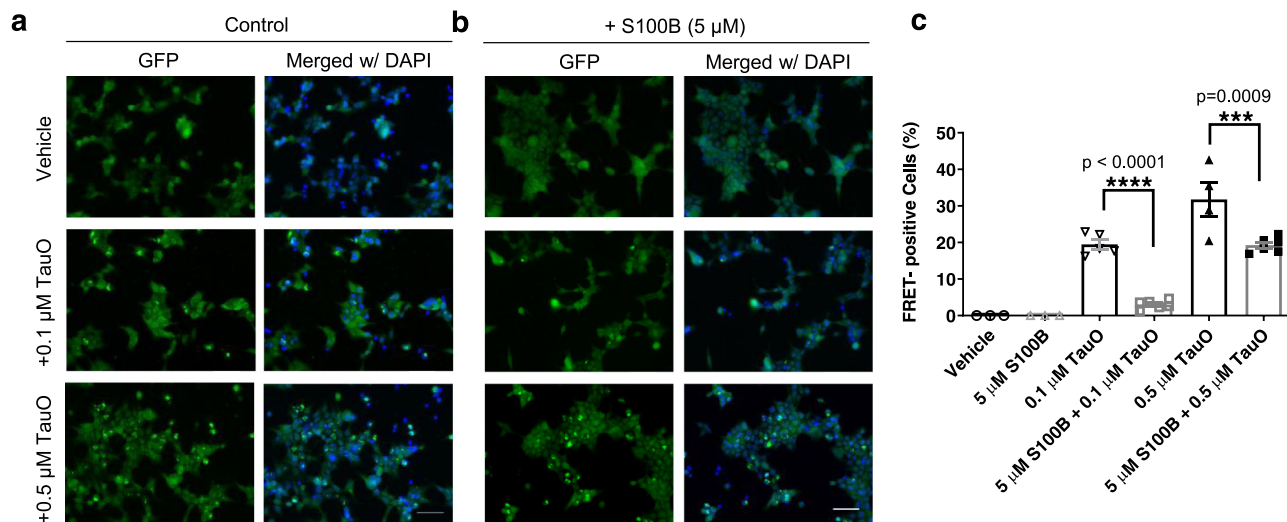 a
Control
GFP
Merged w/ DAPI
Vehicle
+0.1 µM TauO
+0.5 µM TauO
b
+ S100B (5 µM)
GFP
Merged w/ DAPI
c
FRET- positive Cells (%)
50
40
30
20
10
0
p < 0.0001
****
p=0.0009
***
Vehicle
5 µM S100B
0.1 µM TauO
5 µM S100B + 0.1 µM TauO
0.5 µM TauO
5 µM S100B + 0.5 µM TauO